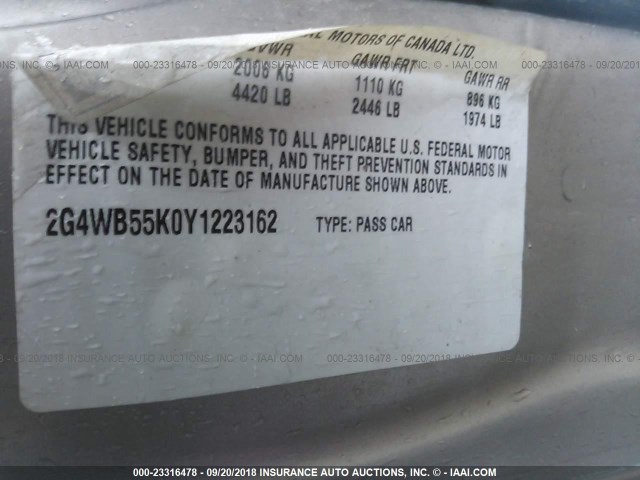 MOTORS OF CANADA LTD.
GVWR GAWR FRT GAWR RR
2006 KG 1110 KG 896 KG
4420 LB 2446 LB 1974 LB
THIS VEHICLE CONFORMS TO ALL APPLICABLE U.S. FEDERAL MOTOR
VEHICLE SAFETY, BUMPER, AND THEFT PREVENTION STANDARDS IN
EFFECT ON THE DATE OF MANUFACTURE SHOWN ABOVE.
2G4WB55K0Y1223162 TYPE: PASS CAR
000-23316478 - 09/20/2018 INSURANCE AUTO AUCTIONS, INC. - © IAAI.COM